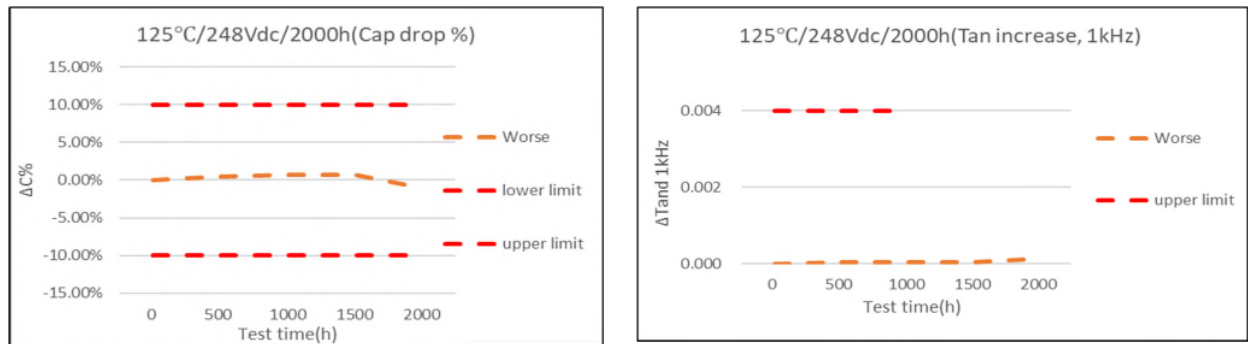 125℃/248Vdc/2000h(Cap drop %)
15.00%
10.00%
5.00%
0.00%
-5.00%
-10.00%
-15.00%
ΔC%
0
500
1000
1500
2000
Test time(h)
Worse
lower limit
upper limit
125℃/248Vdc/2000h(Tan increase, 1kHz)
0.004
0.002
0.000
ΔTand 1kHz
0
500
1000
1500
2000
Test time(h)
Worse
upper limit